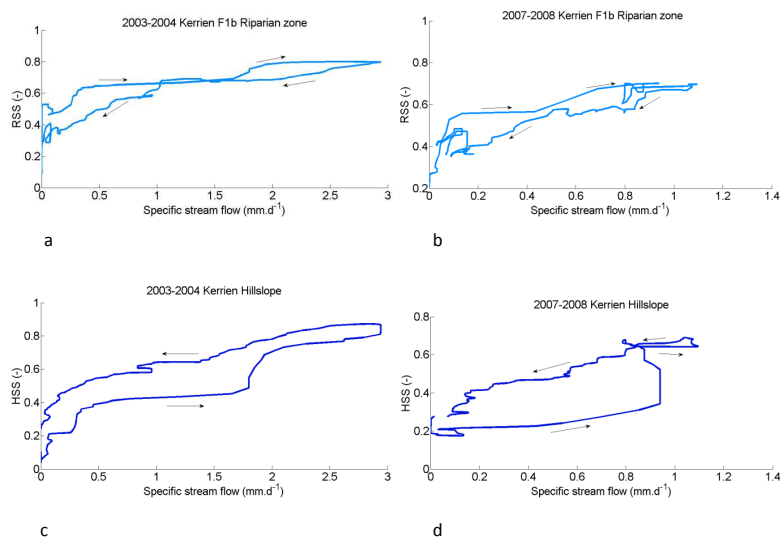 2003-2004 Kerrien F1b Riparian zone
1
0.8
0.6
0.4
0.2
0
RSS (-)
0 0.5 1 1.5 2 2.5 3
Specific stream flow (mm.d⁻¹)
a
2007-2008 Kerrien F1b Riparian zone
1
0.8
0.6
0.4
0.2
RSS (-)
0 0.2 0.4 0.6 0.8 1 1.2 1.4
Specific stream flow (mm.d⁻¹)
b
2003-2004 Kerrien Hillslope
1
0.8
0.6
0.4
0.2
0
HSS (-)
0 0.5 1 1.5 2 2.5 3
Specific stream flow (mm.d⁻¹)
c
2007-2008 Kerrien Hillslope
0.8
0.6
0.4
0.2
0
HSS (-)
0 0.2 0.4 0.6 0.8 1 1.2 1.4
Specific stream flow (mm.d⁻¹)
d